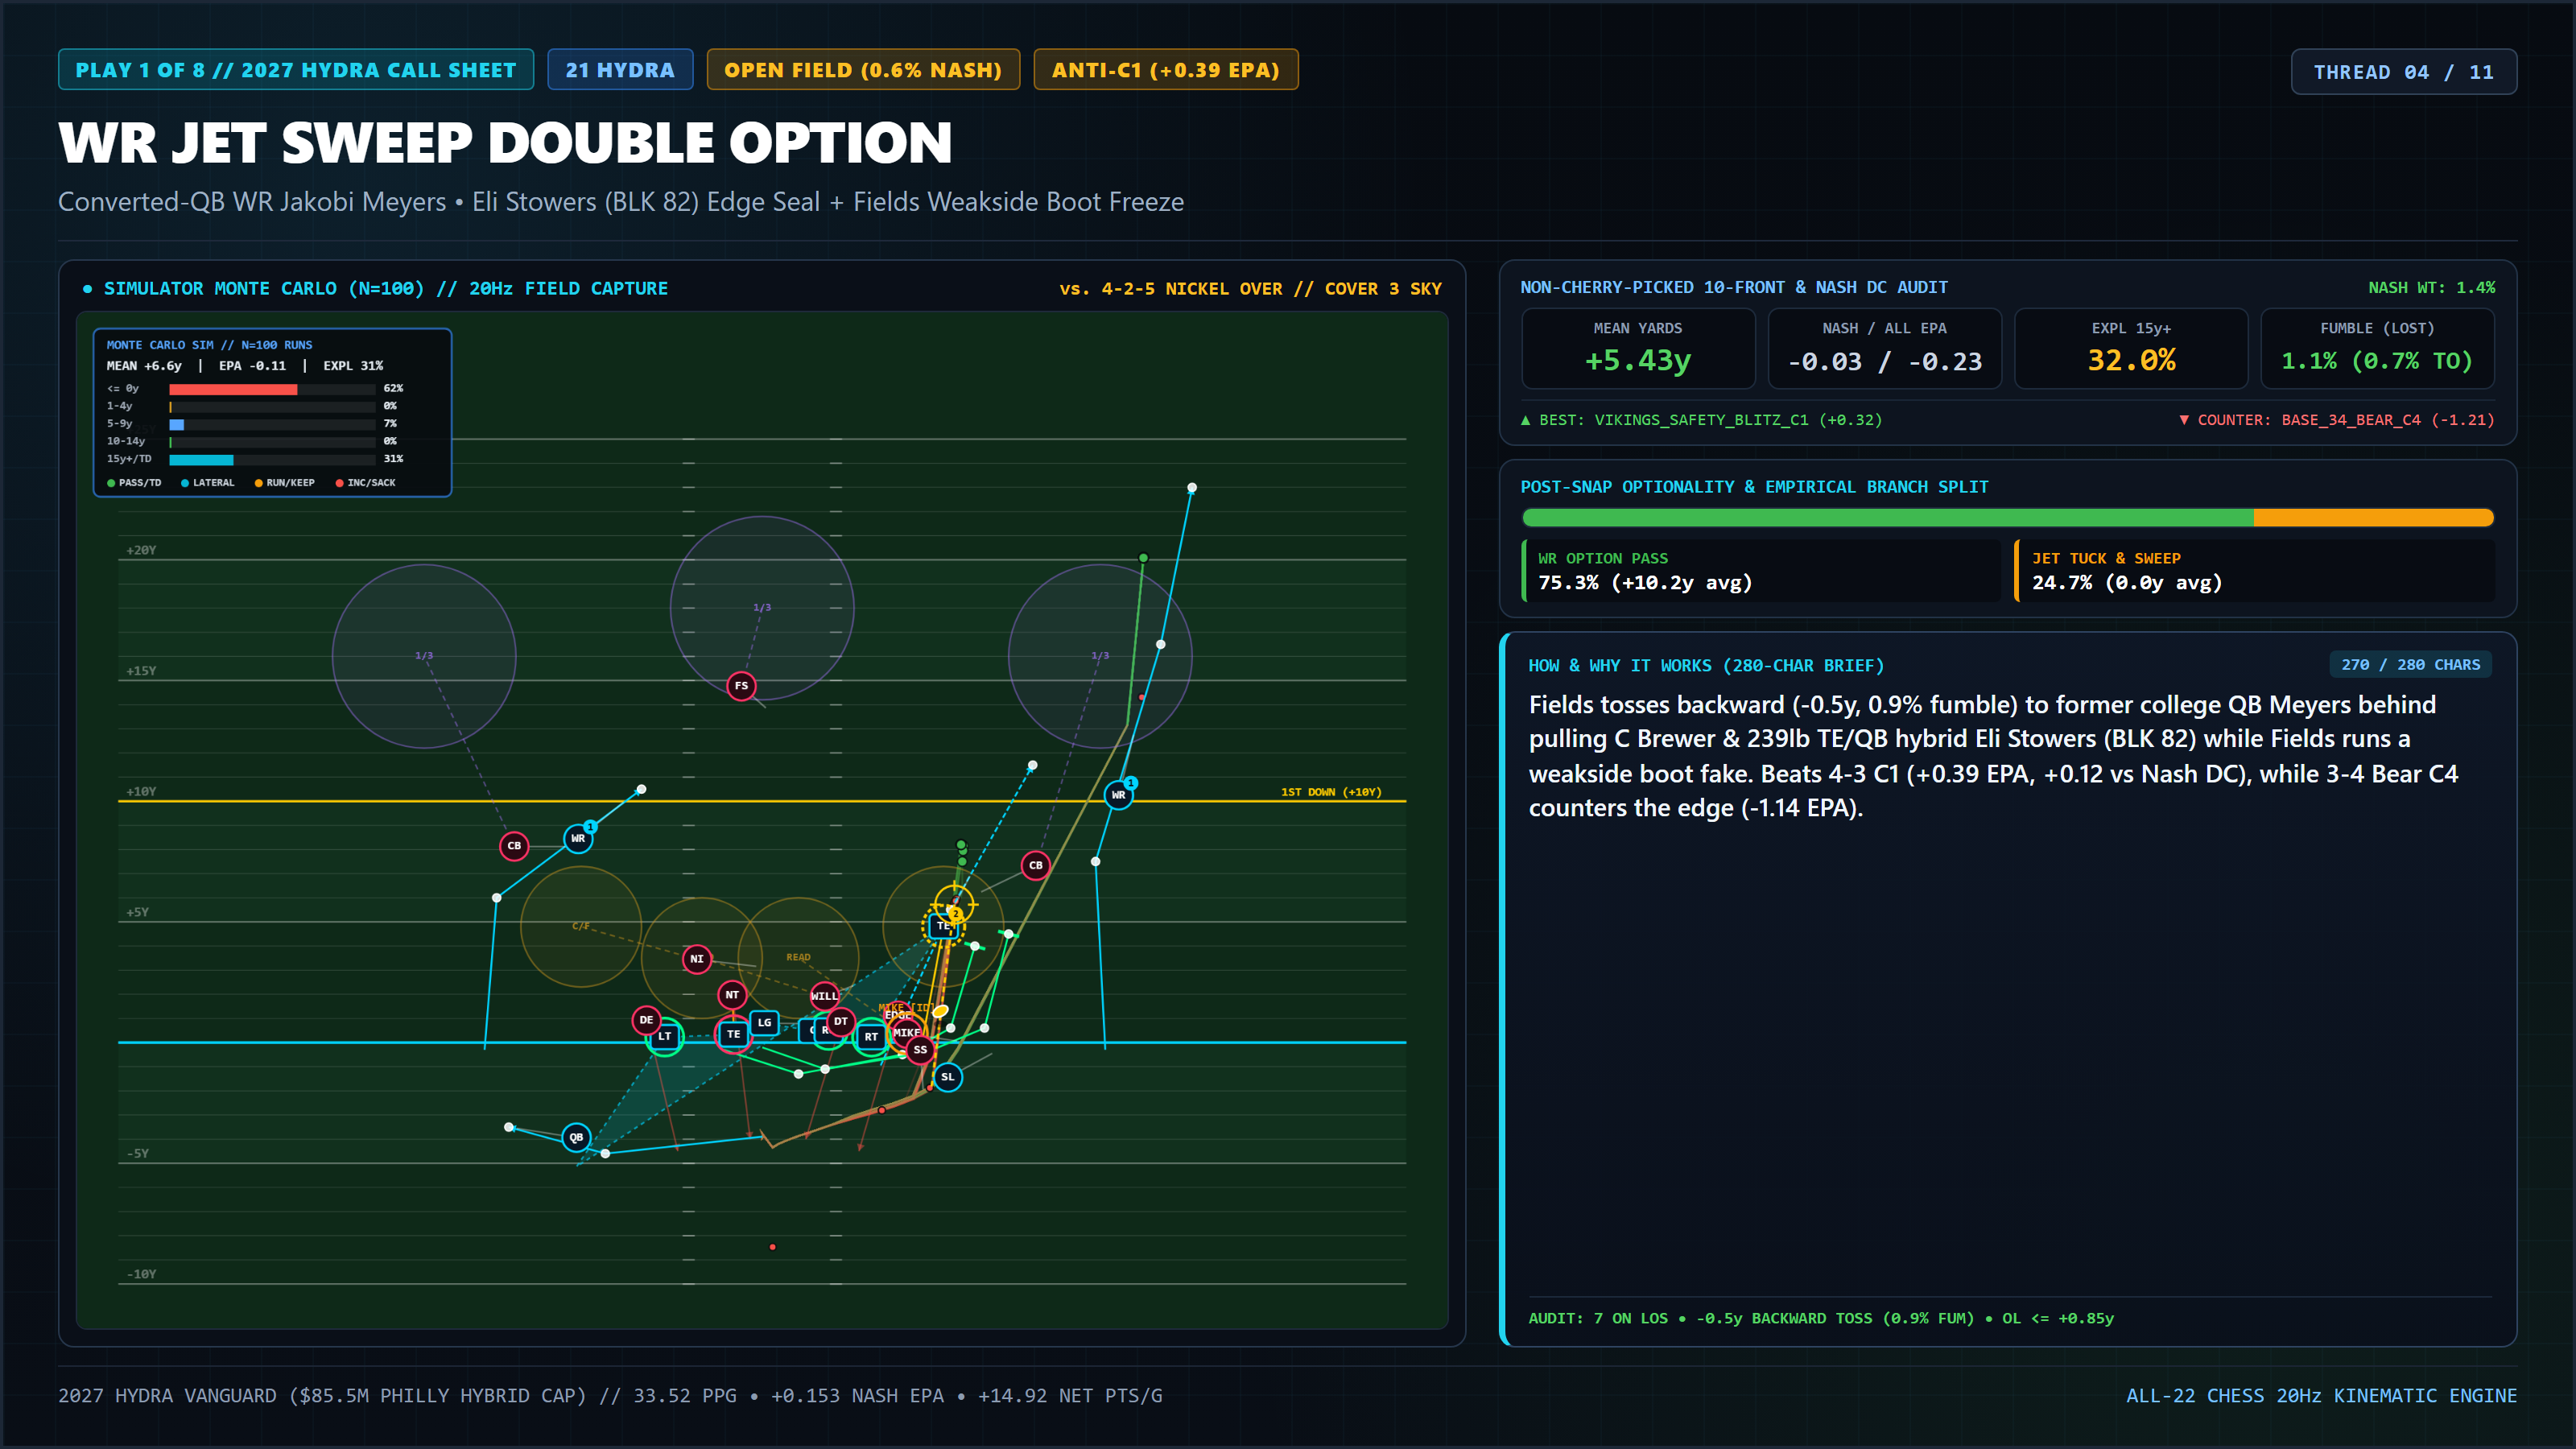 PLAY 1 OF 8 // 2027 HYDRA CALL SHEET
21 HYDRA
OPEN FIELD (0.6% NASH)
ANTI-C1 (+0.39 EPA)
THREAD 04 / 11
WR JET SWEEP DOUBLE OPTION
Converted-QB WR Jakobi Meyers • Eli Stowers (BLK 82) Edge Seal + Fields Weakside Boot Freeze
SIMULATOR MONTE CARLO (N=100) // 20Hz FIELD CAPTURE
vs. 4-2-5 NICKEL OVER // COVER 3 SKY
MONTE CARLO SIM // N=100 RUNS
MEAN +6.6y | EPA -0.11 | EXPL 31%
<= 0y 62%
1-4y 0%
5-9y 7%
10-14y 0%
15y+/TD 31%
PASS/TD LATERAL RUN/KEEP INC/SACK
+20Y
1/3
1/3
1/3
+15Y
FS
+10Y
1ST DOWN (+10Y)
WR
1
WR
1
CB
CB
+5Y
C/F
2
TE
NI
READ
NT
WILL
MIKE [ID]
EDGE
DE
LT
TE
LG
DT
RT
MIKE
SS
SL
QB
-5Y
-10Y
NON-CHERRY-PICKED 10-FRONT & NASH DC AUDIT
NASH WT: 1.4%
MEAN YARDS
+5.43y
NASH / ALL EPA
-0.03 / -0.23
EXPL 15y+
32.0%
FUMBLE (LOST)
1.1% (0.7% TO)
▲ BEST: VIKINGS_SAFETY_BLITZ_C1 (+0.32)
▼ COUNTER: BASE_34_BEAR_C4 (-1.21)
POST-SNAP OPTIONALITY & EMPIRICAL BRANCH SPLIT
WR OPTION PASS
75.3% (+10.2y avg)
JET TUCK & SWEEP
24.7% (0.0y avg)
HOW & WHY IT WORKS (280-CHAR BRIEF)
270 / 280 CHARS
Fields tosses backward (-0.5y, 0.9% fumble) to former college QB Meyers behind
pulling C Brewer & 239lb TE/QB hybrid Eli Stowers (BLK 82) while Fields runs a
weakside boot fake. Beats 4-3 C1 (+0.39 EPA, +0.12 vs Nash DC), while 3-4 Bear C4
counters the edge (-1.14 EPA).
AUDIT: 7 ON LOS • -0.5y BACKWARD TOSS (0.9% FUM) • OL <= +0.85y
2027 HYDRA VANGUARD ($85.5M PHILLY HYBRID CAP) // 33.52 PPG • +0.153 NASH EPA • +14.92 NET PTS/G
ALL-22 CHESS 20Hz KINEMATIC ENGINE